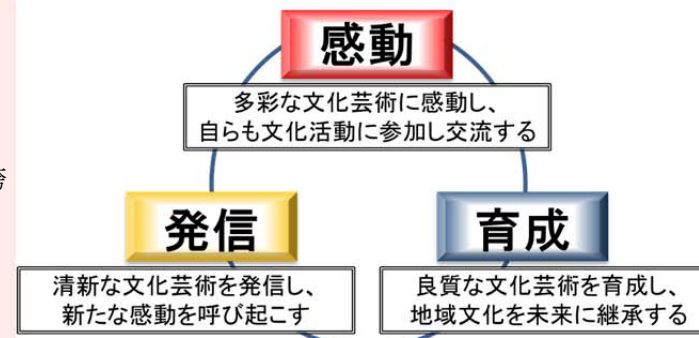 感動
多彩な文化芸術に感動し、
自らも文化活動に参加し交流する
発信
清新な文化芸術を発信し、
新たな感動を呼び起こす
育成
良質な文化芸術を育成し、
地域文化を未来に継承する